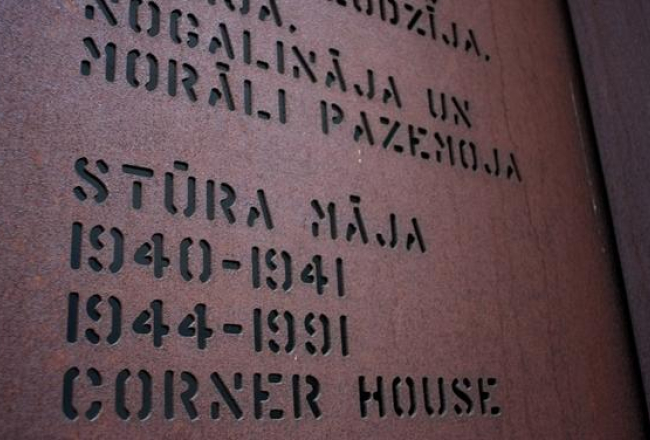 NOGALINĀJA UN
MORĀLI PAZEMOJA
STŪRA MĀJA
1940-1941
1944-1991
CORNER HOUSE